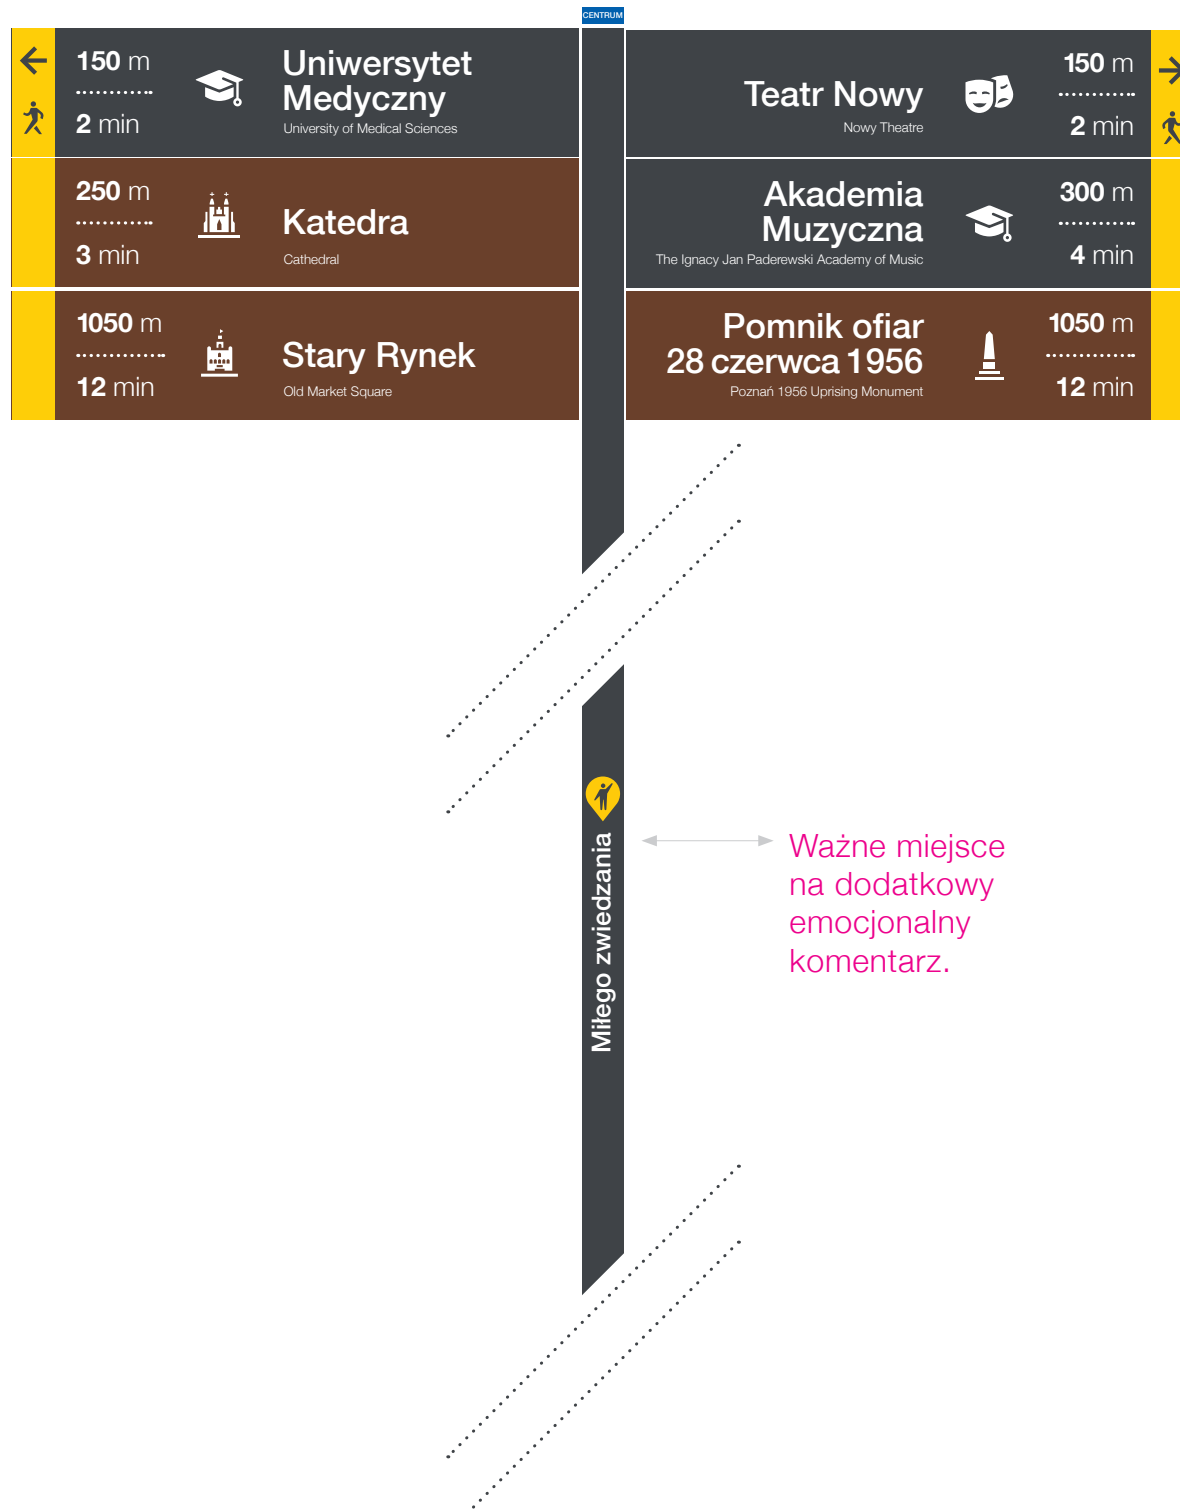 CENTRUM
150 m
2 min
Uniwersytet
Medyczny
University of Medical Sciences
250 m
3 min
Katedra
Cathedral
1050 m
12 min
Stary Rynek
Old Market Square
Teatr Nowy
Nowy Theatre
150 m
2 min
Akademia
Muzyczna
The Ignacy Jan Paderewski Academy of Music
300 m
4 min
Pomnik ofiar
28 czerwca 1956
Poznań 1956 Uprising Monument
1050 m
12 min
Miłego zwiedzania
Ważne miejsce
na dodatkowy
emocjonalny
komentarz.